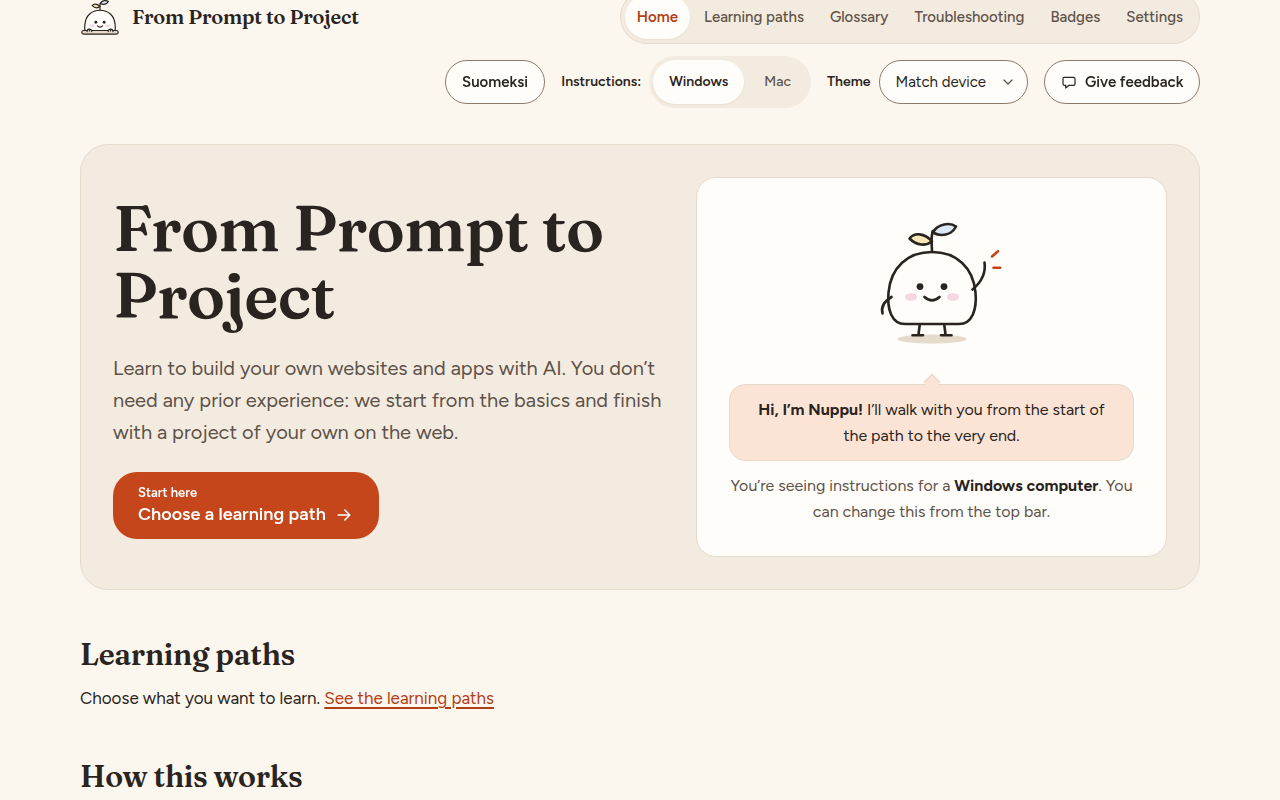 From Prompt to Project
Home Learning paths Glossary Troubleshooting Badges Settings
Suomeksi Instructions: Windows Mac Theme Match device Give feedback
From Prompt to
Project
Learn to build your own websites and apps with AI. You don’t
need any prior experience: we start from the basics and finish
with a project of your own on the web.
Start here
Choose a learning path →
Hi, I’m Nuppu! I’ll walk with you from the start of
the path to the very end.
You’re seeing instructions for a Windows computer. You
can change this from the top bar.
Learning paths
Choose what you want to learn. See the learning paths
How this works